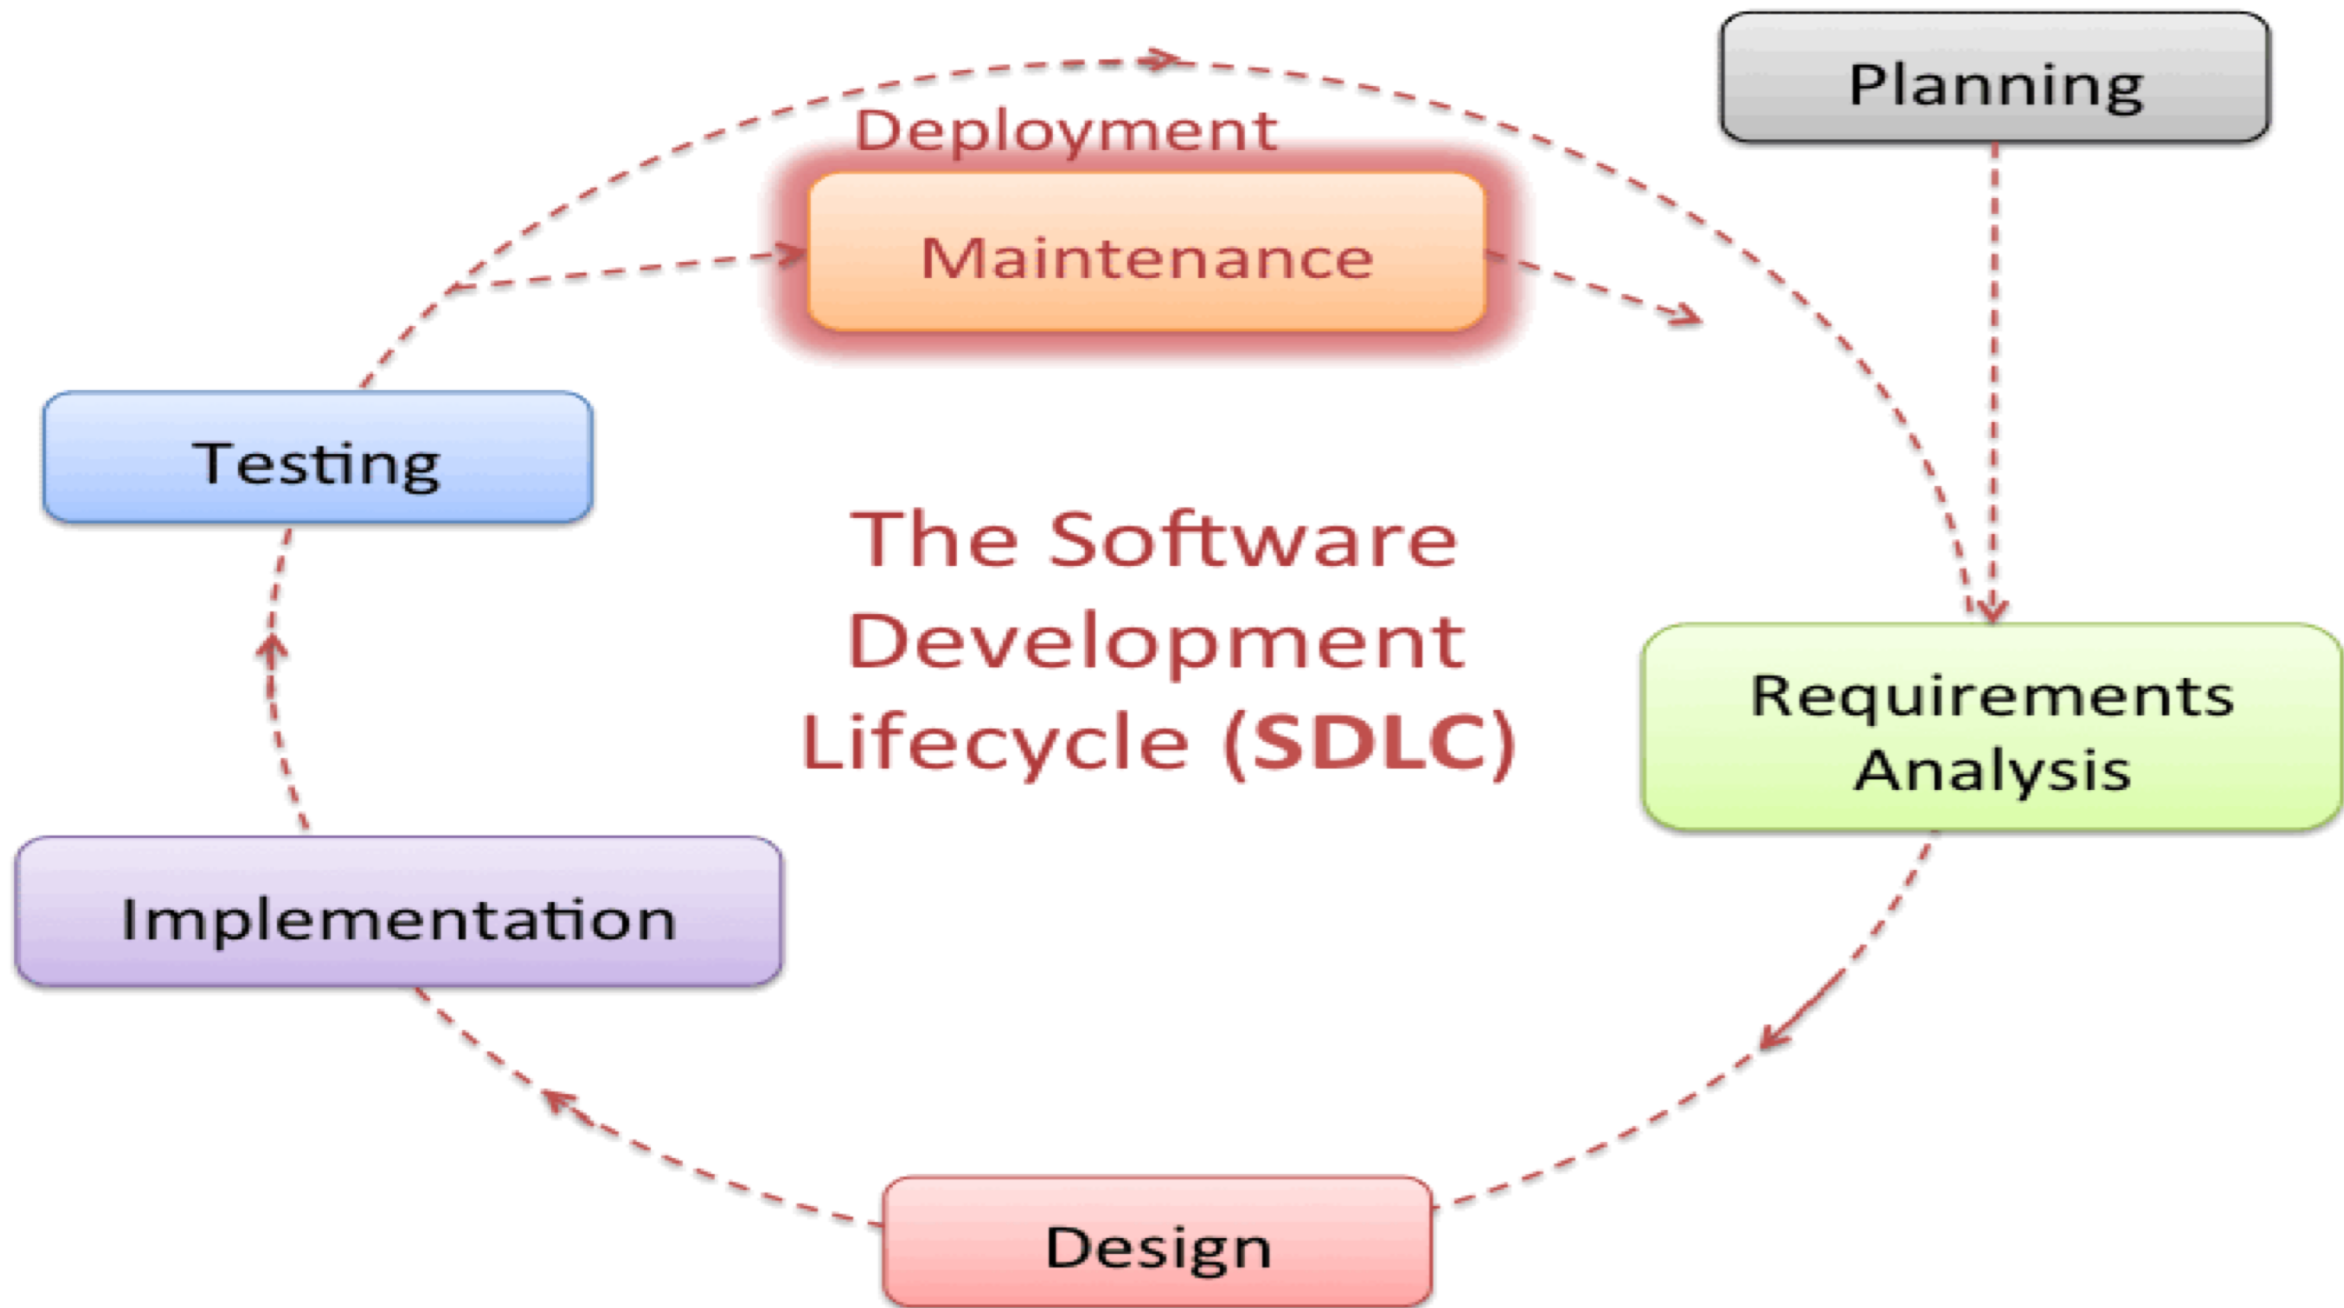 Planning
Deployment
Maintenance
Testing
The Software
Development
Lifecycle (SDLC)
Requirements
Analysis
Implementation
Design